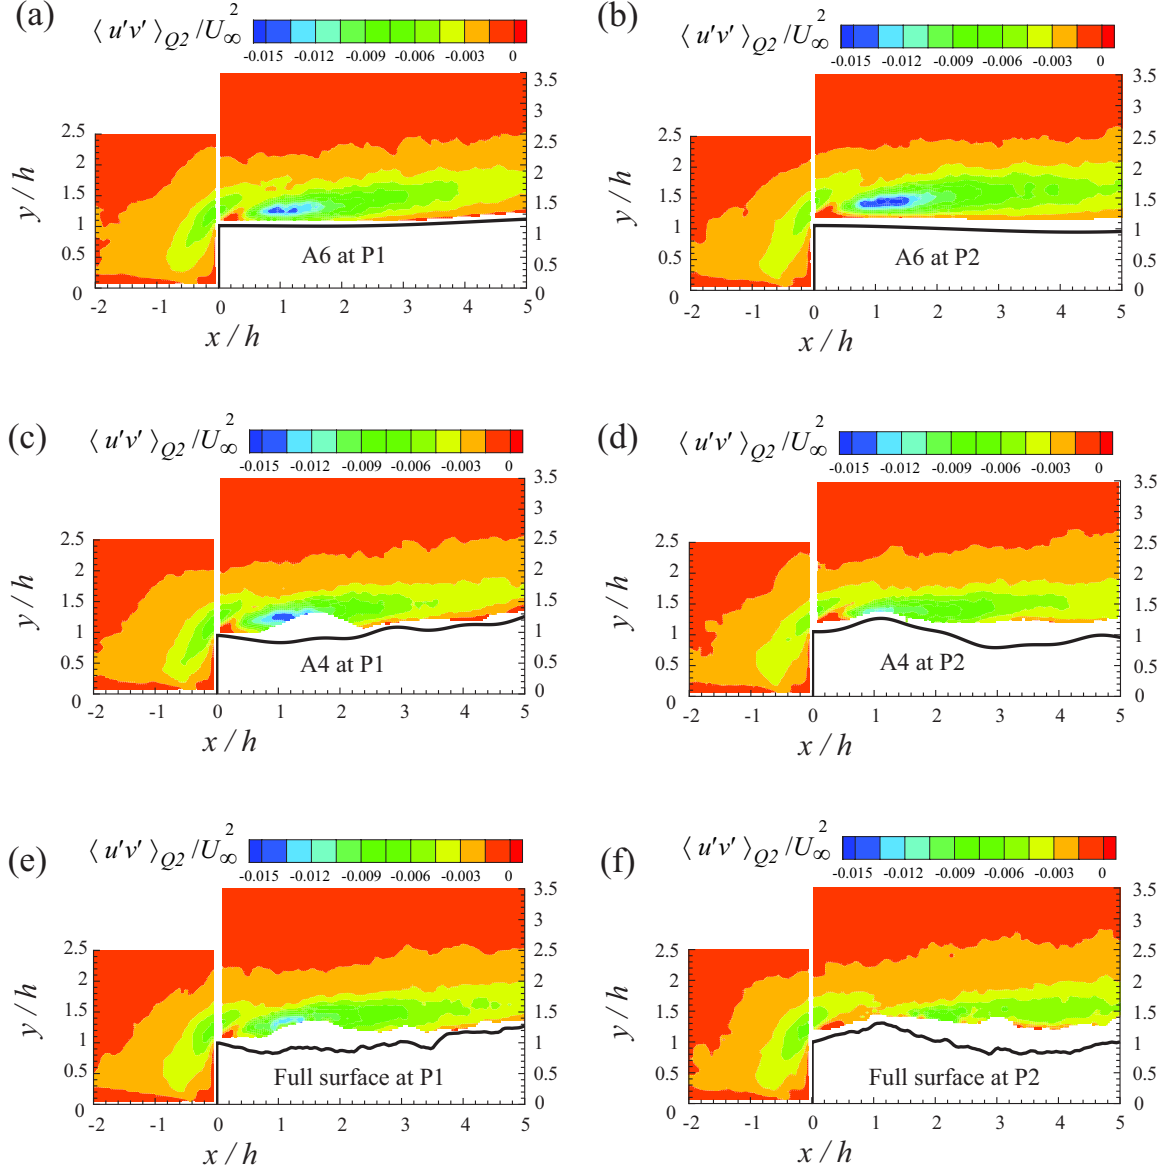 (a)
⟨ u'v' ⟩Q2 /U∞²
-0.015 -0.012 -0.009 -0.006 -0.003 0
y / h
2.5
2
1.5
1
0.5
0
3.5
3
2.5
2
1.5
1
0.5
0
A6 at P1
-2 -1 0 1 2 3 4 5
x / h
(b)
⟨ u'v' ⟩Q2 /U∞²
-0.015 -0.012 -0.009 -0.006 -0.003 0
y / h
2.5
2
1.5
1
0.5
0
3.5
3
2.5
2
1.5
1
0.5
0
A6 at P2
-2 -1 0 1 2 3 4 5
x / h
(c)
⟨ u'v' ⟩Q2 /U∞²
-0.015 -0.012 -0.009 -0.006 -0.003 0
y / h
2.5
2
1.5
1
0.5
0
3.5
3
2.5
2
1.5
1
0.5
0
A4 at P1
-2 -1 0 1 2 3 4 5
x / h
(d)
⟨ u'v' ⟩Q2 /U∞²
-0.015 -0.012 -0.009 -0.006 -0.003 0
y / h
2.5
2
1.5
1
0.5
0
3.5
3
2.5
2
1.5
1
0.5
0
A4 at P2
-2 -1 0 1 2 3 4 5
x / h
(e)
⟨ u'v' ⟩Q2 /U∞²
-0.015 -0.012 -0.009 -0.006 -0.003 0
y / h
2.5
2
1.5
1
0.5
0
3.5
3
2.5
2
1.5
1
0.5
0
Full surface at P1
-2 -1 0 1 2 3 4 5
x / h
(f)
⟨ u'v' ⟩Q2 /U∞²
-0.015 -0.012 -0.009 -0.006 -0.003 0
y / h
2.5
2
1.5
1
0.5
0
3.5
3
2.5
2
1.5
1
0.5
0
Full surface at P2
-2 -1 0 1 2 3 4 5
x / h